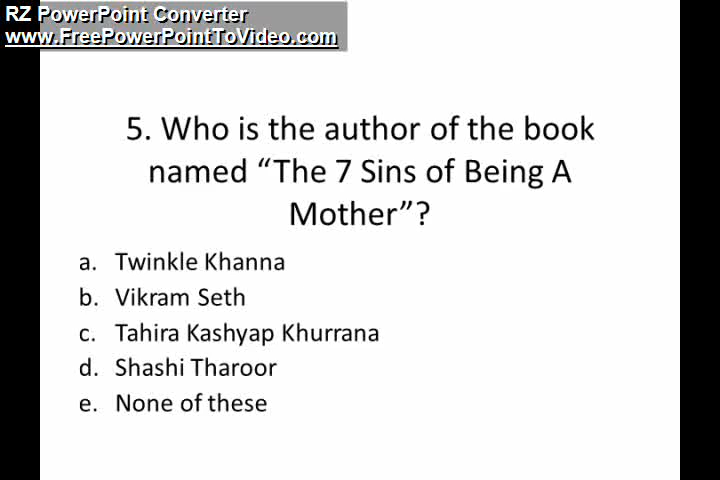 RZ PowerPoint Converter
www.FreePowerPointToVideo.com
5. Who is the author of the book
named “The 7 Sins of Being A
Mother”?
a. Twinkle Khanna
b. Vikram Seth
c. Tahira Kashyap Khurrana
d. Shashi Tharoor
e. None of these